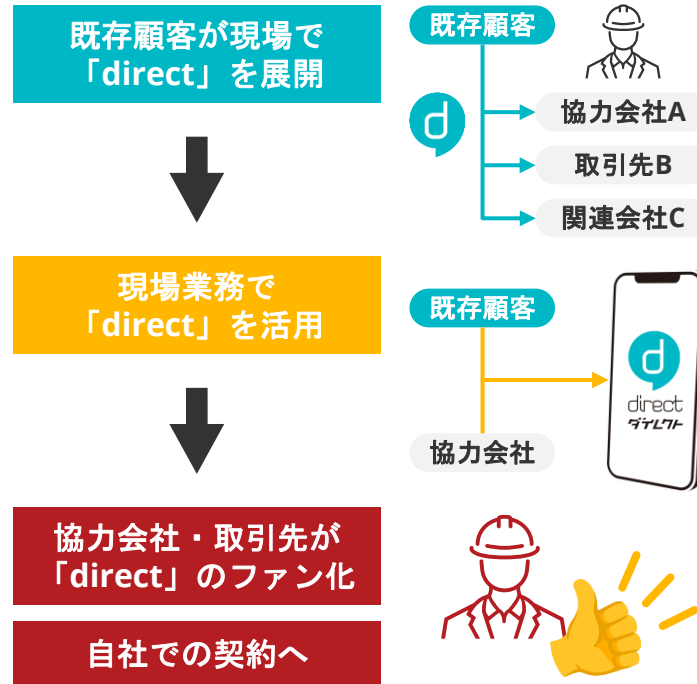 既存顧客が現場で
「direct」を展開
既存顧客
d
協力会社A
取引先B
関連会社C
現場業務で
「direct」を活用
既存顧客
協力会社
d
direct
ダイレクト
協力会社・取引先が
「direct」のファン化
自社での契約へ